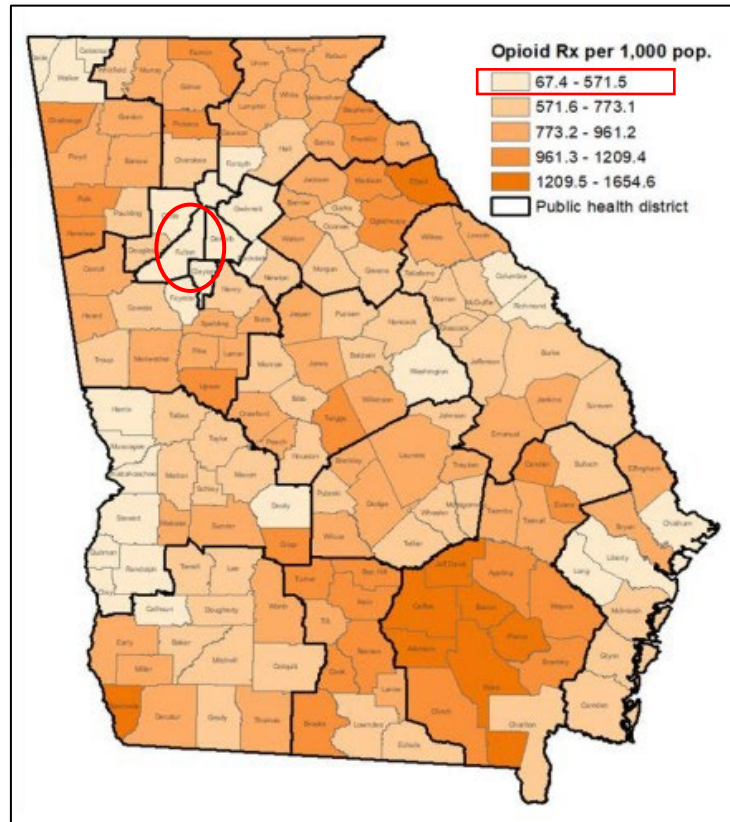 Opioid Rx per 1,000 pop.
67.4 - 571.5
571.6 - 773.1
773.2 - 961.2
961.3 - 1209.4
1209.5 - 1654.6
Public health district
Walker
Whitfield
Murray
Gilmer
Union
Rabun
Lumpkin
White
Habersham
Stephens
Chattooga
Gordon
Pickens
Dawson
Hall
Banks
Franklin
Hart
Floyd
Bartow
Cherokee
Forsyth
Jackson
Madison
Elbert
Polk
Paulding
Gwinnett
Barrow
Clarke
Oconee
Oglethorpe
Wilkes
Lincoln
Haralson
Douglas
Fulton
DeKalb
Walton
Morgan
Greene
Taliaferro
Columbia
Carroll
Clayton
Newton
McDuffie
Richmond
Warren
Coweta
Fayette
Henry
Heard
Spalding
Butts
Jasper
Putnam
Hancock
Jefferson
Burke
Troup
Meriwether
Pike
Lamar
Monroe
Jones
Baldwin
Washington
Upson
Bibb
Wilkinson
Jenkins
Screven
Harris
Talbot
Crawford
Twiggs
Johnson
Emanuel
Taylor
Peach
Houston
Bleckley
Laurens
Treutlen
Candler
Bulloch
Effingham
Marion
Macon
Schley
Pulaski
Dodge
Wheeler
Montgomery
Toombs
Tattnall
Evans
Bryan
Chatham
Stewart
Webster
Sumter
Dooly
Crisp
Wilcox
Telfair
Liberty
Long
Quitman
Randolph
Terrell
Lee
Turner
Ben Hill
Jeff Davis
Appling
Wayne
McIntosh
Calhoun
Dougherty
Worth
Tift
Irwin
Coffee
Bacon
Pierce
Early
Baker
Mitchell
Colquitt
Cook
Berrien
Atkinson
Brantley
Glynn
Miller
Lanier
Ware
Clinch
Seminole
Decatur
Grady
Thomas
Brooks
Lowndes
Echols
Charlton
Camden